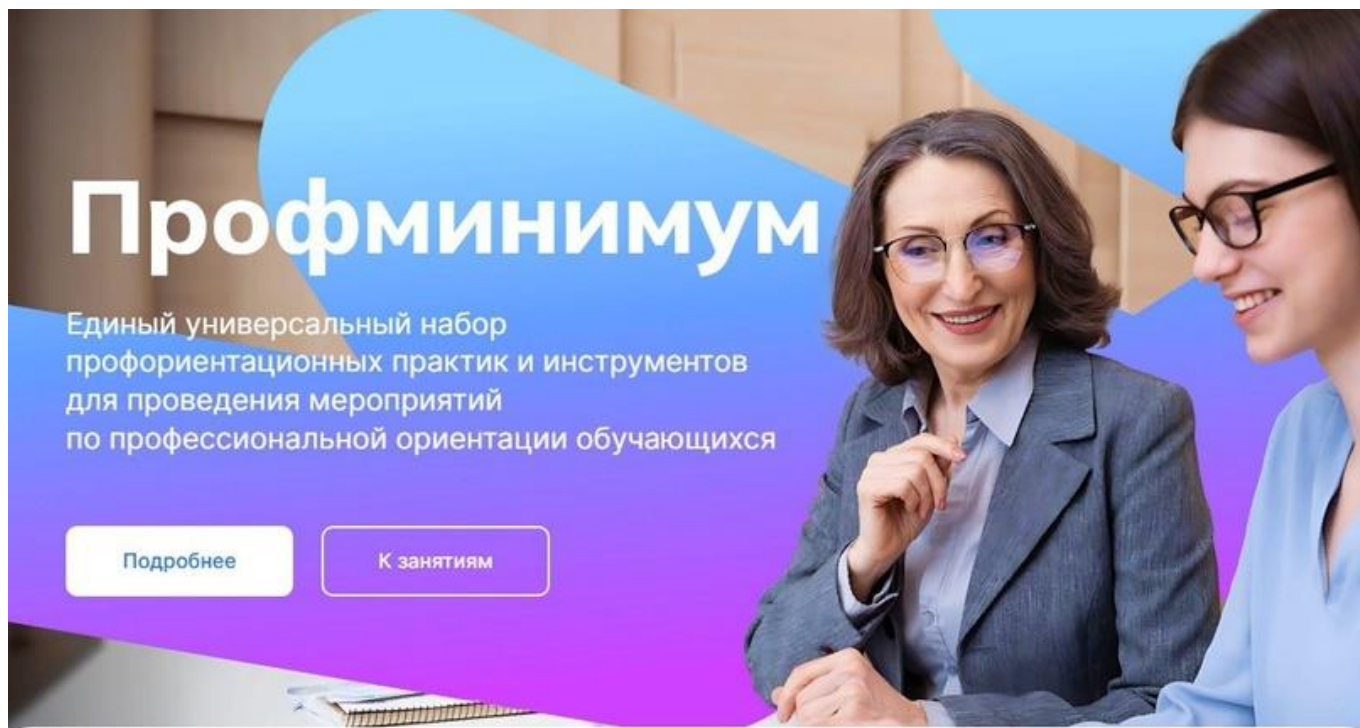 Профминимум
Единый универсальный набор
профориентационных практик и инструментов
для проведения мероприятий
по профессиональной ориентации обучающихся
Подробнее
К занятиям